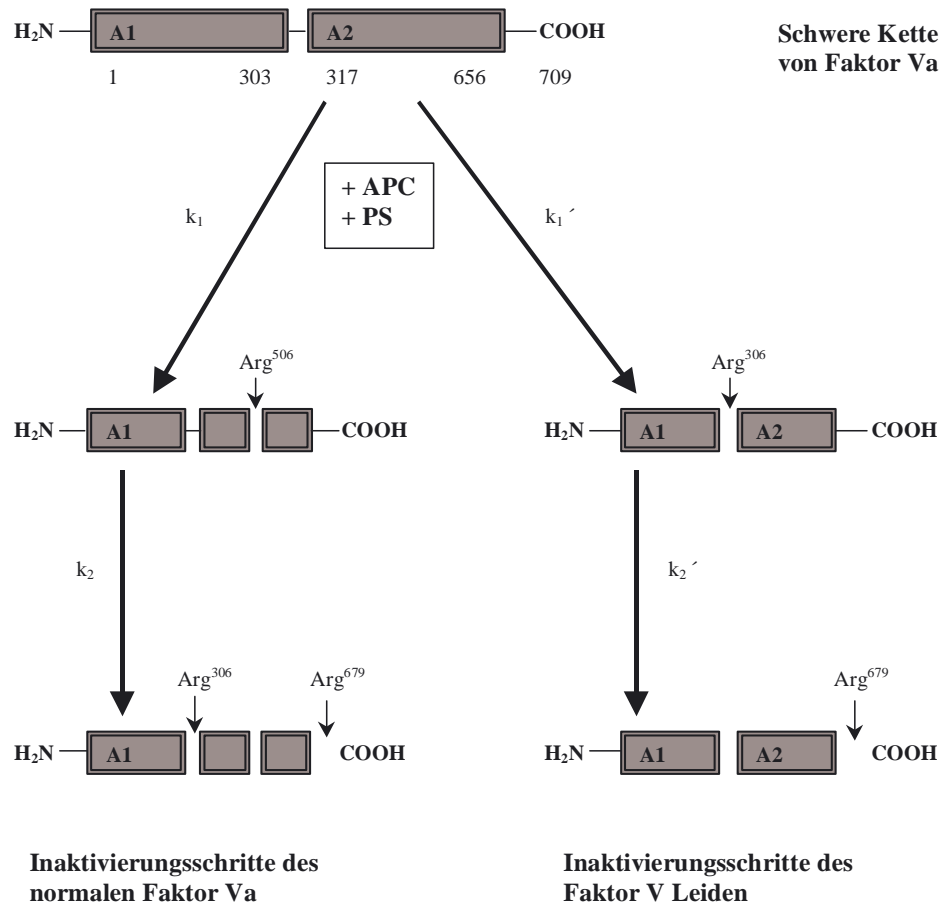 H₂N A1 A2 COOH
Schwere Kette
von Faktor Va
1 303 317 656 709
+ APC
+ PS
k₁ k₁´
Arg⁵⁰⁶ Arg³⁰⁶
H₂N A1 COOH H₂N A1 A2 COOH
k₂ k₂´
Arg³⁰⁶ Arg⁶⁷⁹ Arg⁶⁷⁹
H₂N A1 COOH H₂N A1 A2 COOH
Inaktivierungsschritte des
normalen Faktor Va
Inaktivierungsschritte des
Faktor V Leiden